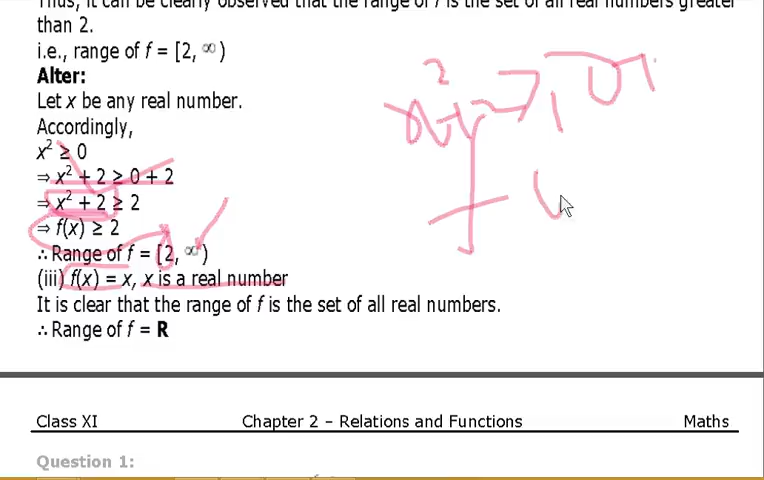 Thus, it can be clearly observed that the range of f is the set of all real numbers greater
than 2.
i.e., range of f = [2, ∞)
Alter:
Let x be any real number.
Accordingly,
x² ≥ 0
⇒ x² + 2 ≥ 0 + 2
⇒ x² + 2 ≥ 2
⇒ f(x) ≥ 2
∴ Range of f = [2, ∞)
(iii) f(x) = x, x is a real number
It is clear that the range of f is the set of all real numbers.
∴ Range of f = R
Class XI Chapter 2 – Relations and Functions Maths
Question 1: